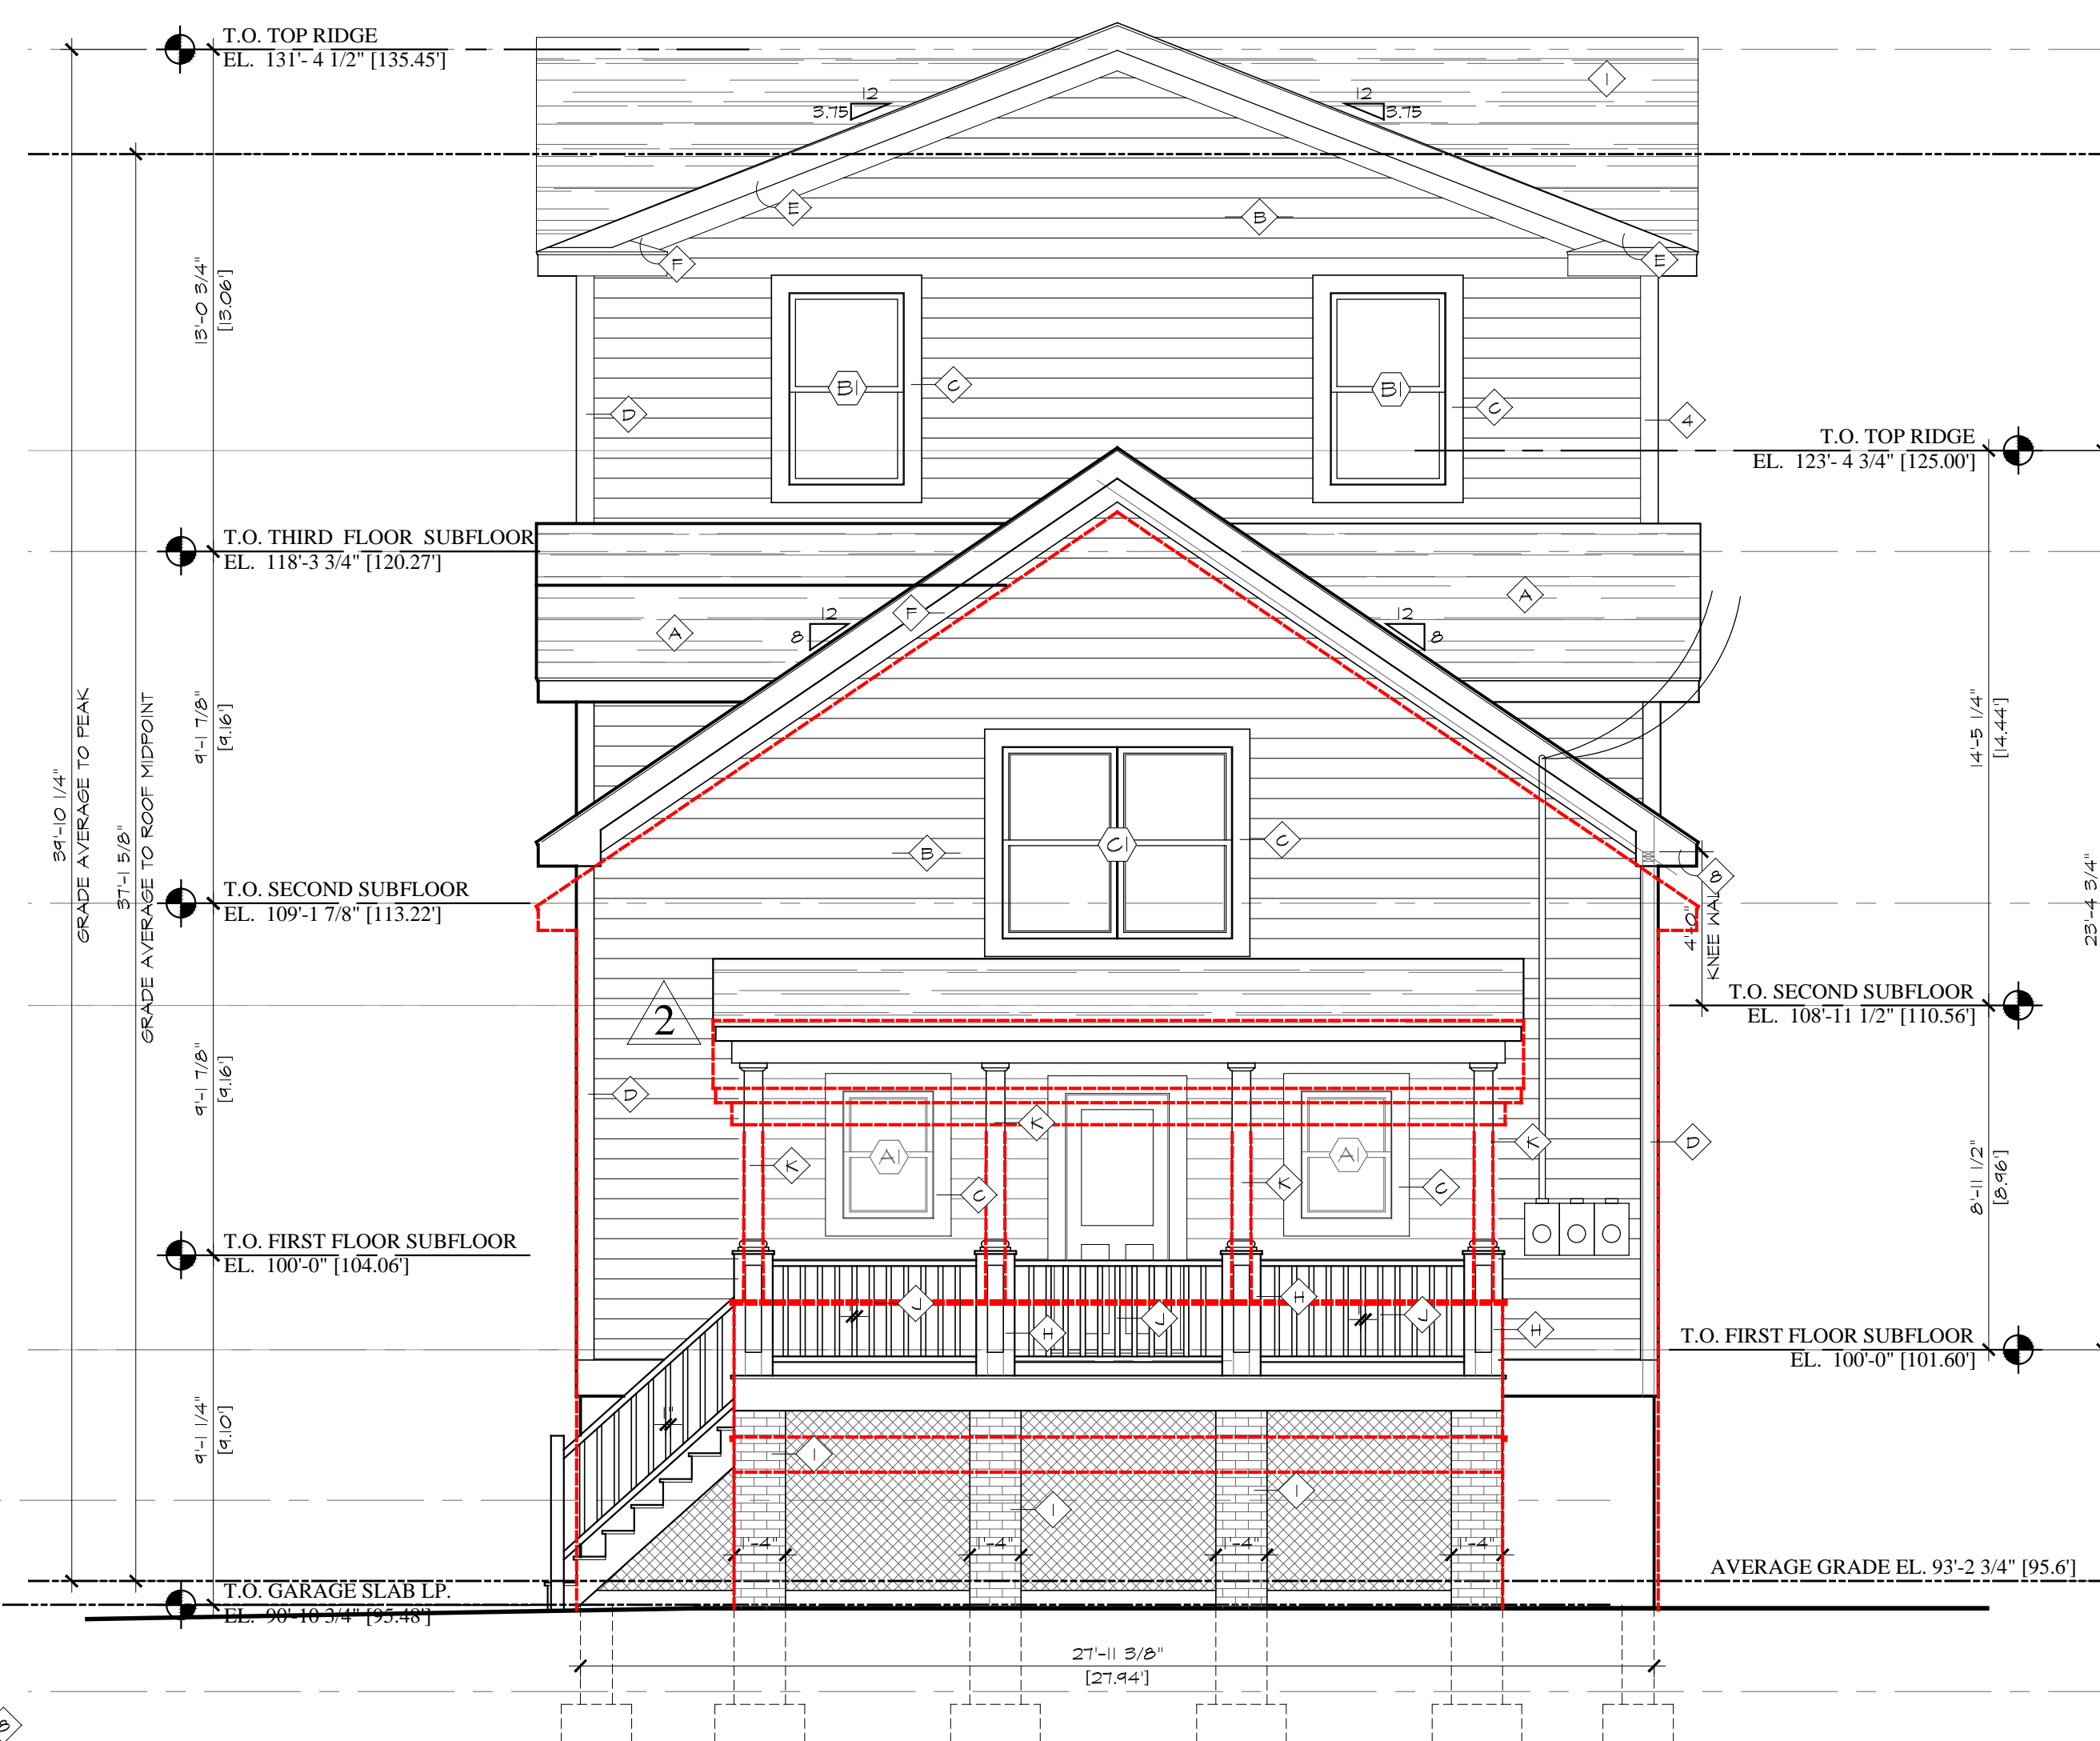 T.O. TOP RIDGE
EL. 131'- 4 1/2" [135.45']
12
3.75
12
3.75
1
E
B
F
E
13'-0 3/4"
[13.06']
B1
C
B1
C
D
4
T.O. TOP RIDGE
EL. 123'- 4 3/4" [125.00']
T.O. THIRD FLOOR SUBFLOOR
EL. 118'-3 3/4" [120.27']
A
12
8
F
12
8
A
39'-10 1/4"
GRADE AVERAGE TO PEAK
37'-1 5/8"
GRADE AVERAGE TO ROOF MIDPOINT
9'-1 7/8"
[9.16']
14'-5 1/4"
[14.44']
B
C1
C
8
4'-0"
KNEE WALL
23'-4 3/4"
T.O. SECOND SUBFLOOR
EL. 109'-1 7/8" [113.22']
2
T.O. SECOND SUBFLOOR
EL. 108'-11 1/2" [110.56']
9'-1 7/8"
[9.16']
D
K
A1
C
K
K
A1
C
K
D
8'-11 1/2"
[8.96']
T.O. FIRST FLOOR SUBFLOOR
EL. 100'-0" [104.06']
J
H
J
H
J
H
T.O. FIRST FLOOR SUBFLOOR
EL. 100'-0" [101.60']
9'-1 1/4"
[9.10']
I
I
I
1'-4"
1'-4"
1'-4"
1'-4"
AVERAGE GRADE EL. 93'-2 3/4" [95.6']
T.O. GARAGE SLAB LP.
EL. 90'-10 3/4" [95.48']
27'-11 3/8"
[27.94']
8